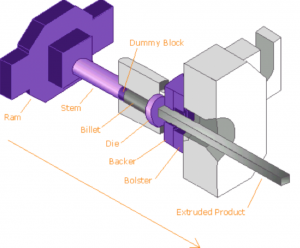 Dummy Block
Ram
Stem
Billet
Die
Backer
Bolster
Extruded Product